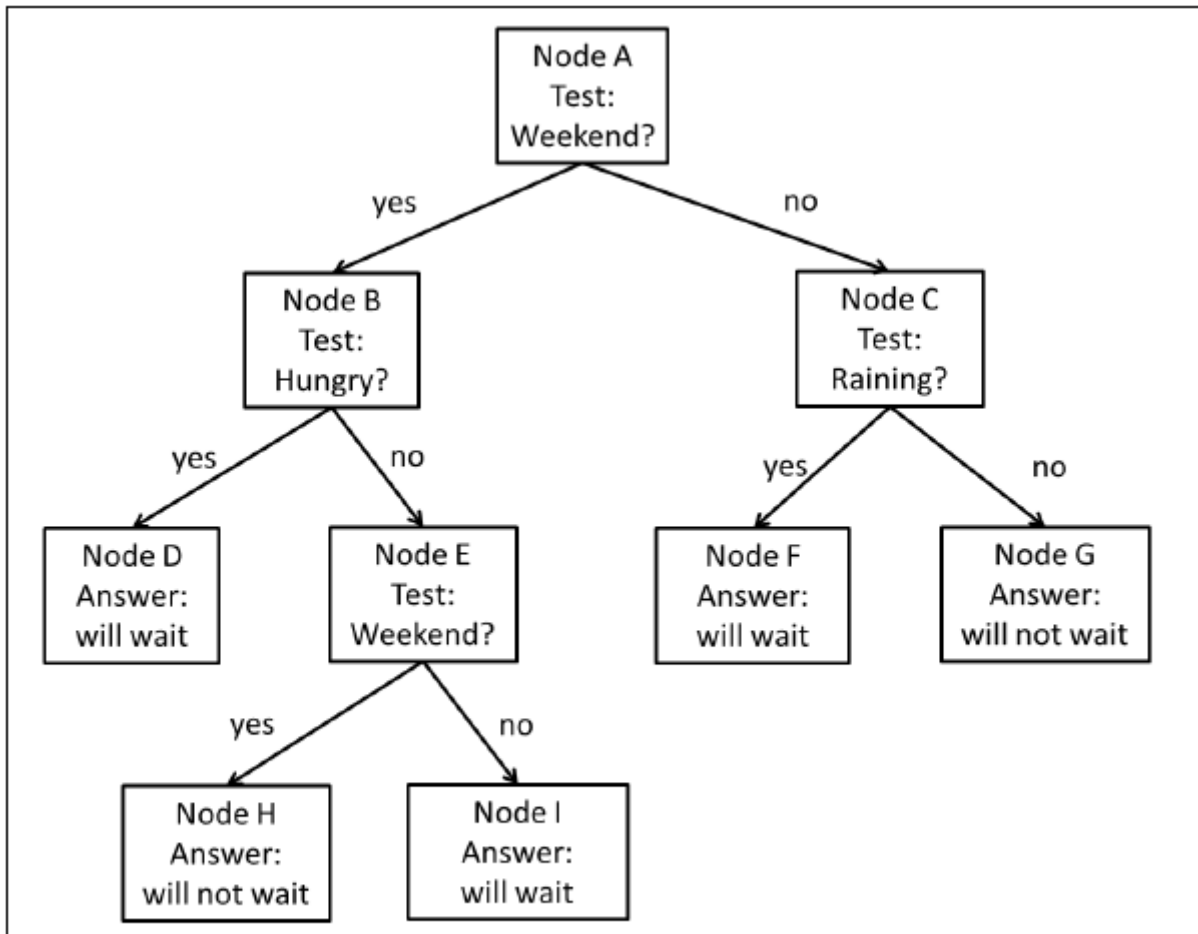 Node A
Test:
Weekend?
yes
no
Node B
Test:
Hungry?
Node C
Test:
Raining?
yes
no
yes
no
Node D
Answer:
will wait
Node E
Test:
Weekend?
Node F
Answer:
will wait
Node G
Answer:
will not wait
yes
no
Node H
Answer:
will not wait
Node I
Answer:
will wait